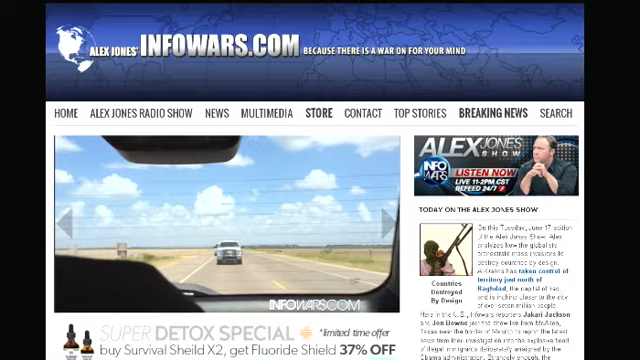 ALEX JONES' INFOWARS.COM BECAUSE THERE IS A WAR ON FOR YOUR MIND
HOME ALEX JONES RADIO SHOW NEWS MULTIMEDIA STORE CONTACT TOP STORIES BREAKING NEWS SEARCH
INFOWARS.COM
SUPER DETOX SPECIAL *limited time offer
buy Survival Sheild X2, get Fluoride Shield 37% OFF
ALEX JONES
SHOW
INFO
WARS
LISTEN NOW
LIVE 11-2PM CST
REFEED 24/7
TODAY ON THE ALEX JONES SHOW
On this Tuesday, June 17 edition
of the Alex Jones Show, Alex
analyzes how the globalists
orchestrate mass invasions to
destroy countries by design.
Al-Qaeda has taken control of
territory just north of
Baghdad, the capital of Iraq,
and is inching closer to the city
of over seven million people.
Countries
Destroyed
By Design
Here in the U.S., Infowars reporters Jakari Jackson
and Jon Bowne join the show live from McAllen,
Texas near the border of Mexico to report the latest
news from their investigation into the explosive flood
of illegal immigrants deliberately arranged by the
Obama administration.